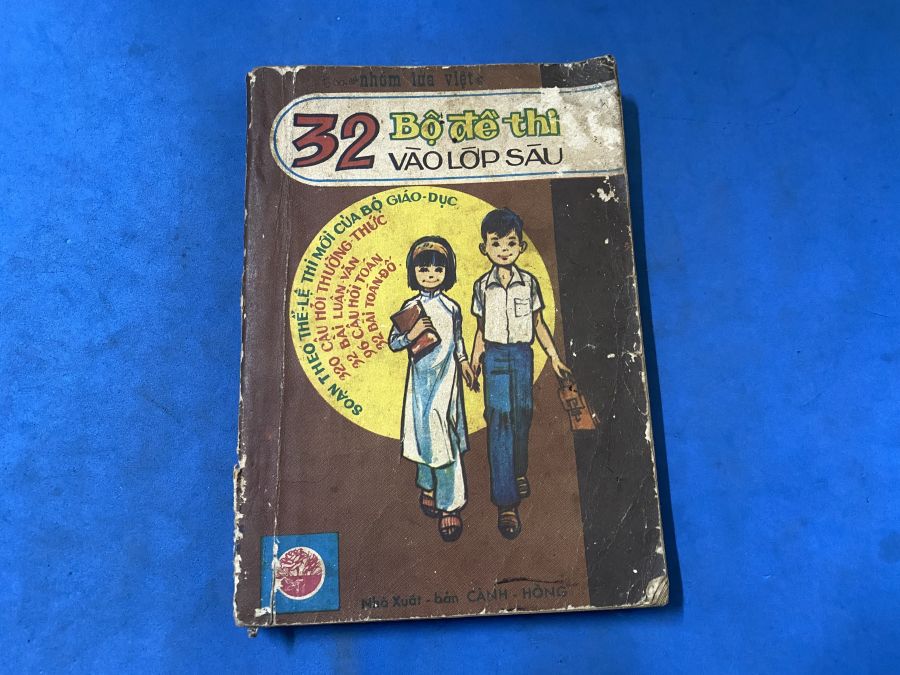 nhóm lửa việt
32 Bộ đề thi
VÀO LỚP SÁU
SOẠN THEO THỂ-LỆ THI MỚI CỦA BỘ GIÁO-DỤC
320 CÂU HỎI THƯỜNG-THỨC
32 BÀI LUẬN VĂN
96 CÂU HỎI TOÁN
32 BÀI TOÁN-ĐỐ
Nhà Xuất-bản CÀNH-HỒNG